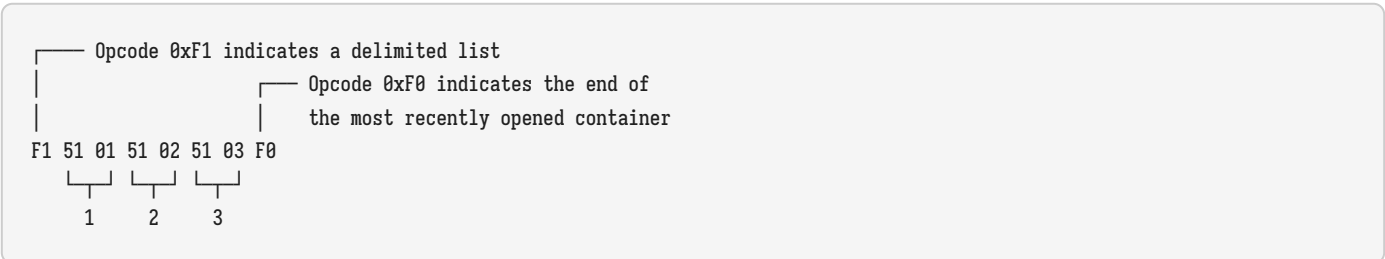 ┌──── Opcode 0xF1 indicates a delimited list
│                    ┌─── Opcode 0xF0 indicates the end of
│                    │    the most recently opened container
F1 51 01 51 02 51 03 F0
   └─┬─┘ └─┬─┘ └─┬─┘
     1     2     3